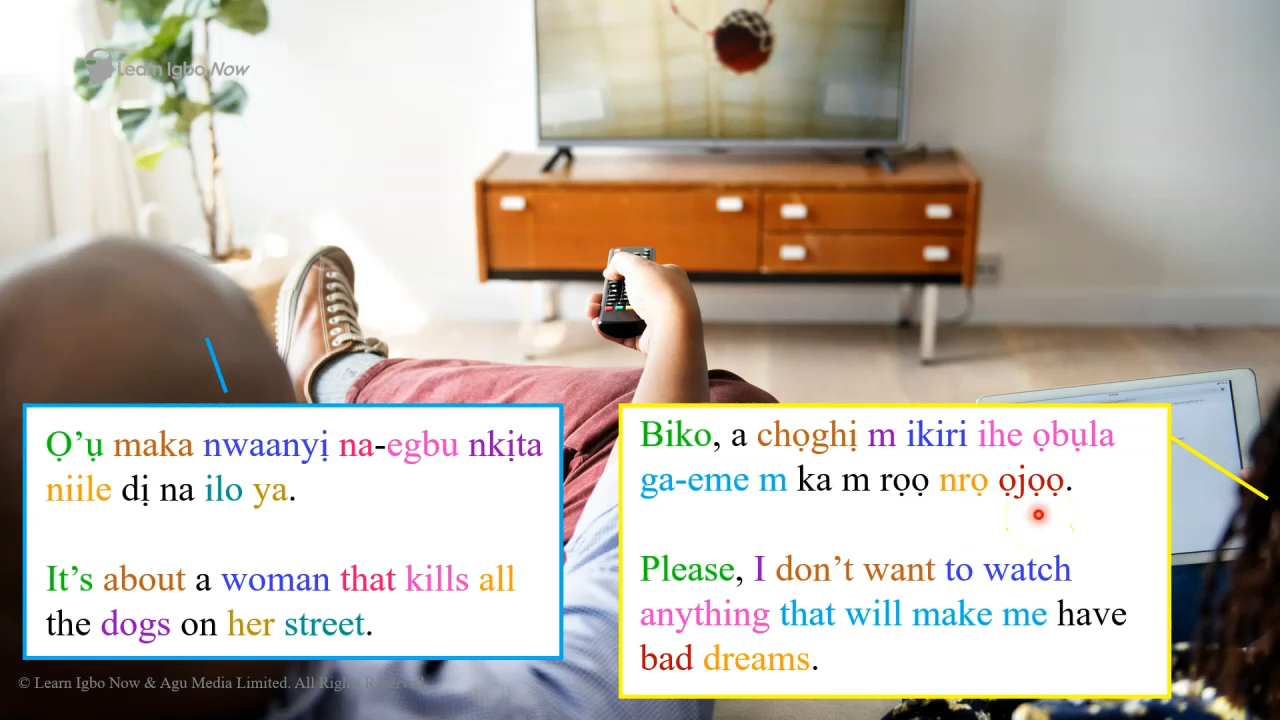 Learn Igbo Now
Ọ’ụ maka nwaanyị na-egbu nkịta
niile dị na ilo ya.
It’s about a woman that kills all
the dogs on her street.
Biko, a chọghị m ikiri ihe ọbụla
ga-eme m ka m rọọ nrọ ọjọọ.
Please, I don’t want to watch
anything that will make me have
bad dreams.
© Learn Igbo Now & Agu Media Limited. All Rights Reserved